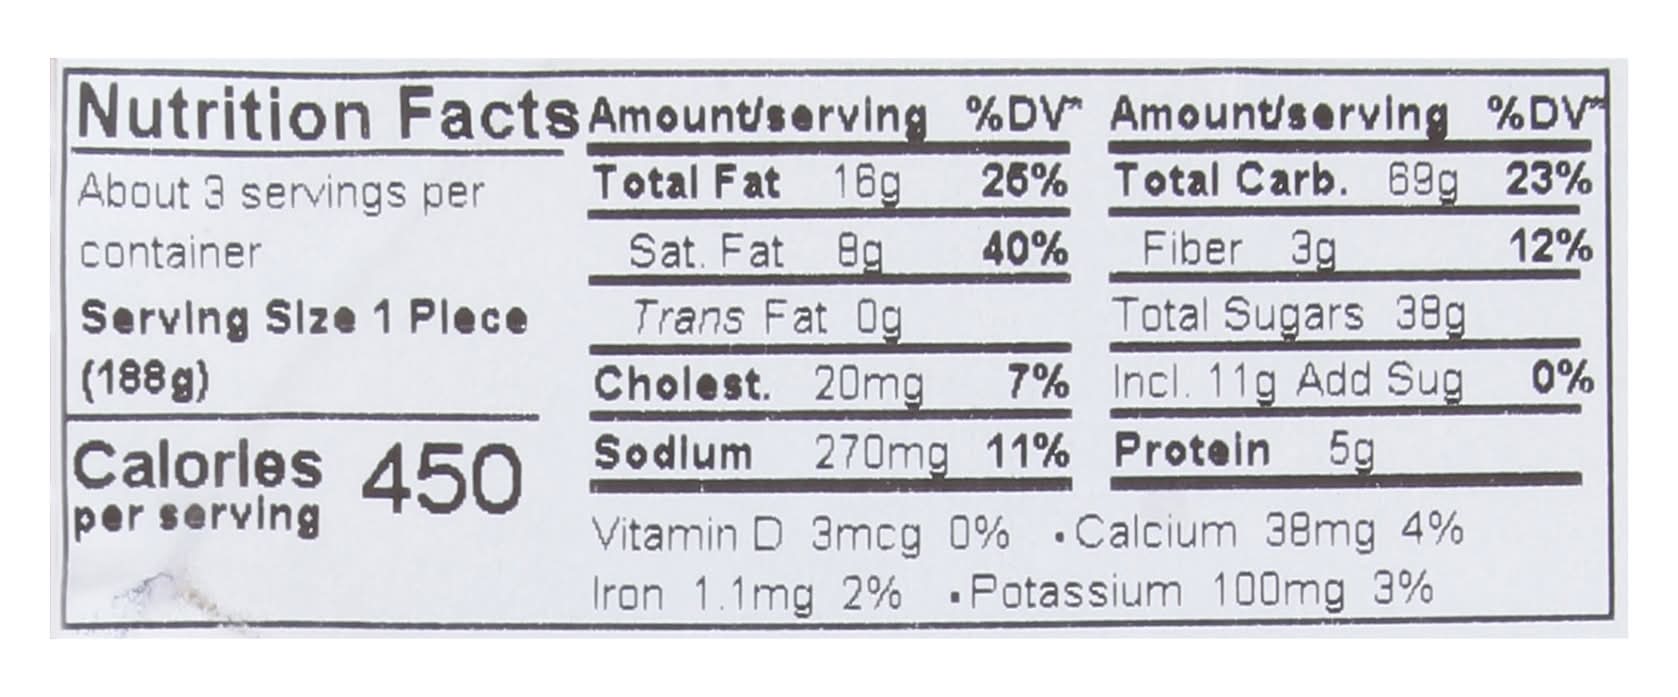 Nutrition Facts
About 3 servings per
container
Serving Size 1 Piece
(188g)
Calories 450
per serving
Amount/serving %DV*
Total Fat 16g 25%
Sat. Fat 8g 40%
Trans Fat 0g
Cholest. 20mg 7%
Sodium 270mg 11%
Amount/serving %DV*
Total Carb. 69g 23%
Fiber 3g 12%
Total Sugars 38g
Incl. 11g Add Sug 0%
Protein 5g
Vitamin D 3mcg 0% • Calcium 38mg 4%
Iron 1.1mg 2% • Potassium 100mg 3%